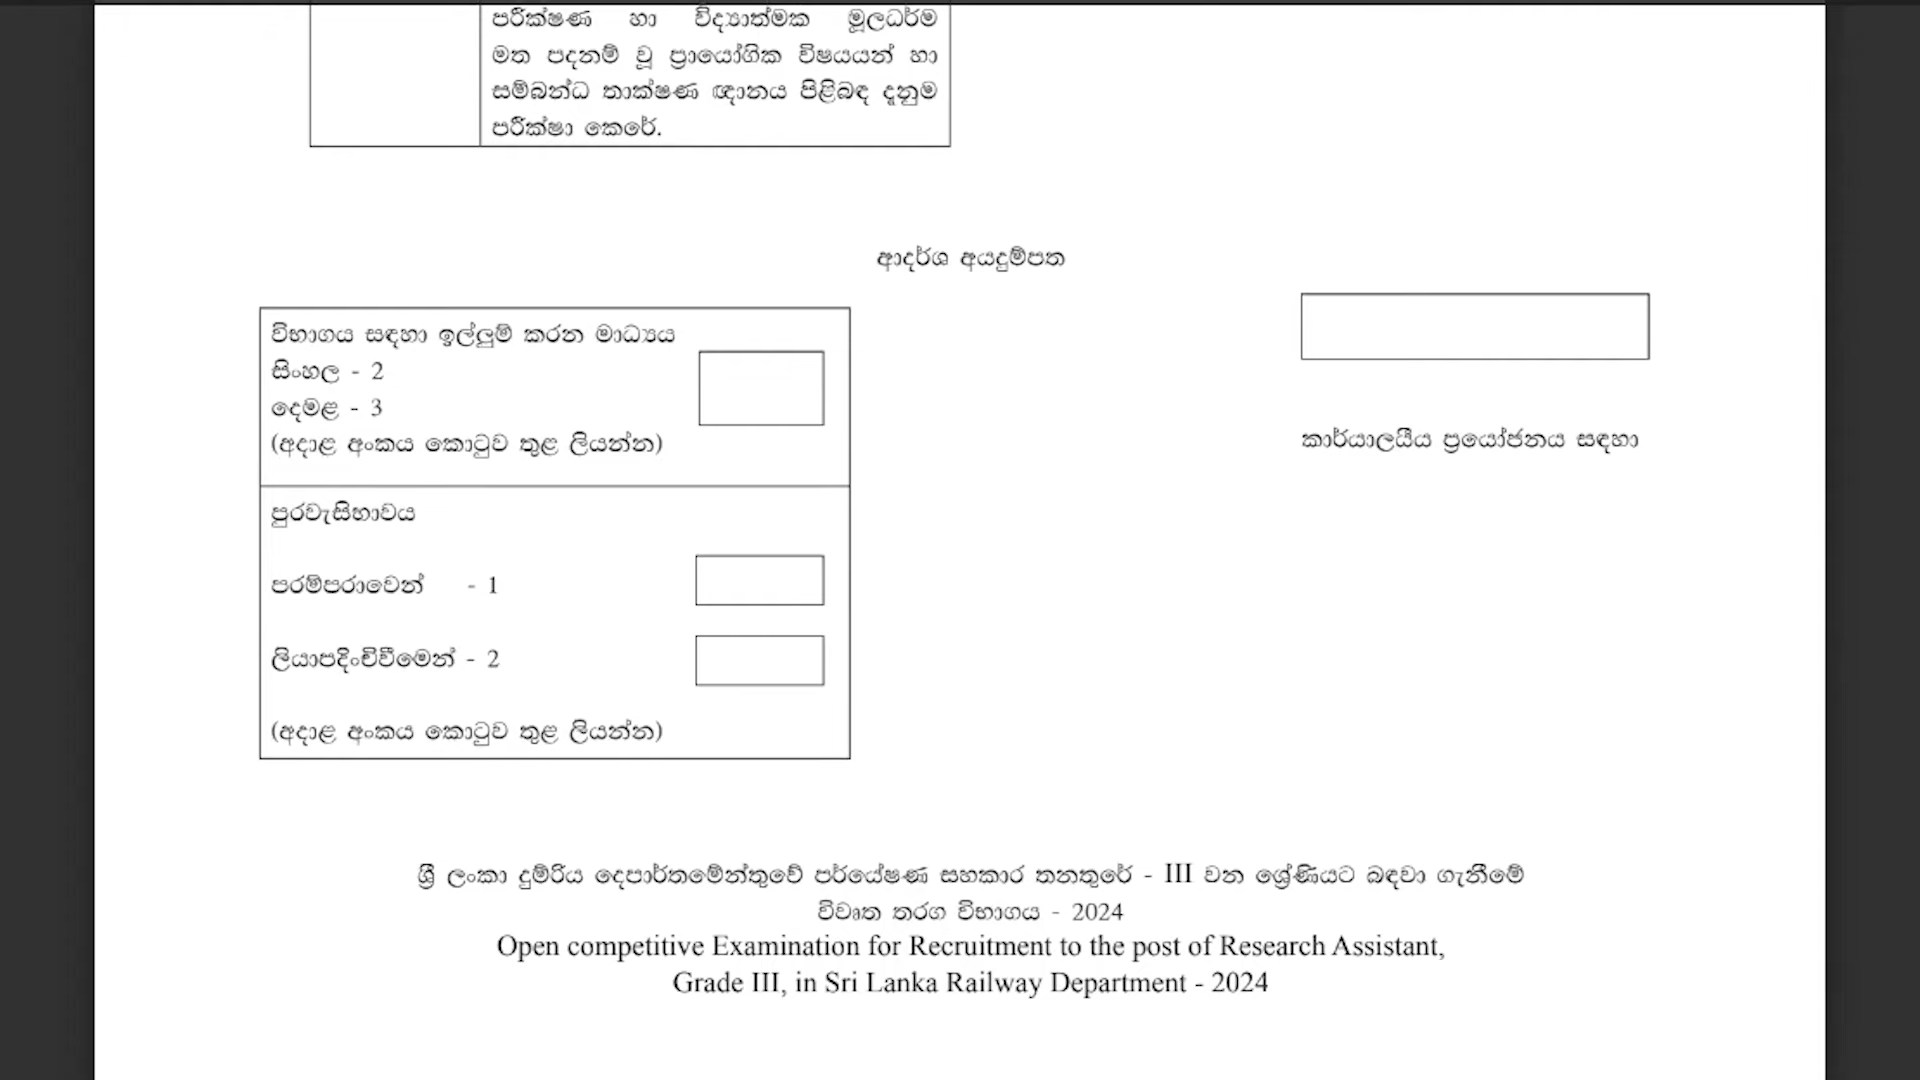 පරීක්ෂණ හා විද්‍යාත්මක මූලධර්ම
මත පදනම් වූ ප්‍රායෝගික විෂයයන් හා
සම්බන්ධ තාක්ෂණ ඥානය පිළිබඳ දැනුම
පරීක්ෂා කෙරේ.
ආදර්ශ අයදුම්පත
විභාගය සඳහා ඉල්ලුම් කරන මාධ්‍යය
සිංහල - 2
දෙමළ - 3
(අදාළ අංකය කොටුව තුළ ලියන්න)
කාර්යාලයීය ප්‍රයෝජනය සඳහා
පුරවැසිභාවය
පරම්පරාවෙන් - 1
ලියාපදිංචිවීමෙන් - 2
(අදාළ අංකය කොටුව තුළ ලියන්න)
ශ්‍රී ලංකා දුම්රිය දෙපාර්තමේන්තුවේ පර්යේෂණ සහකාර තනතුරේ - III වන ශ්‍රේණියට බඳවා ගැනීමේ
විවෘත තරග විභාගය - 2024
Open competitive Examination for Recruitment to the post of Research Assistant,
Grade III, in Sri Lanka Railway Department - 2024